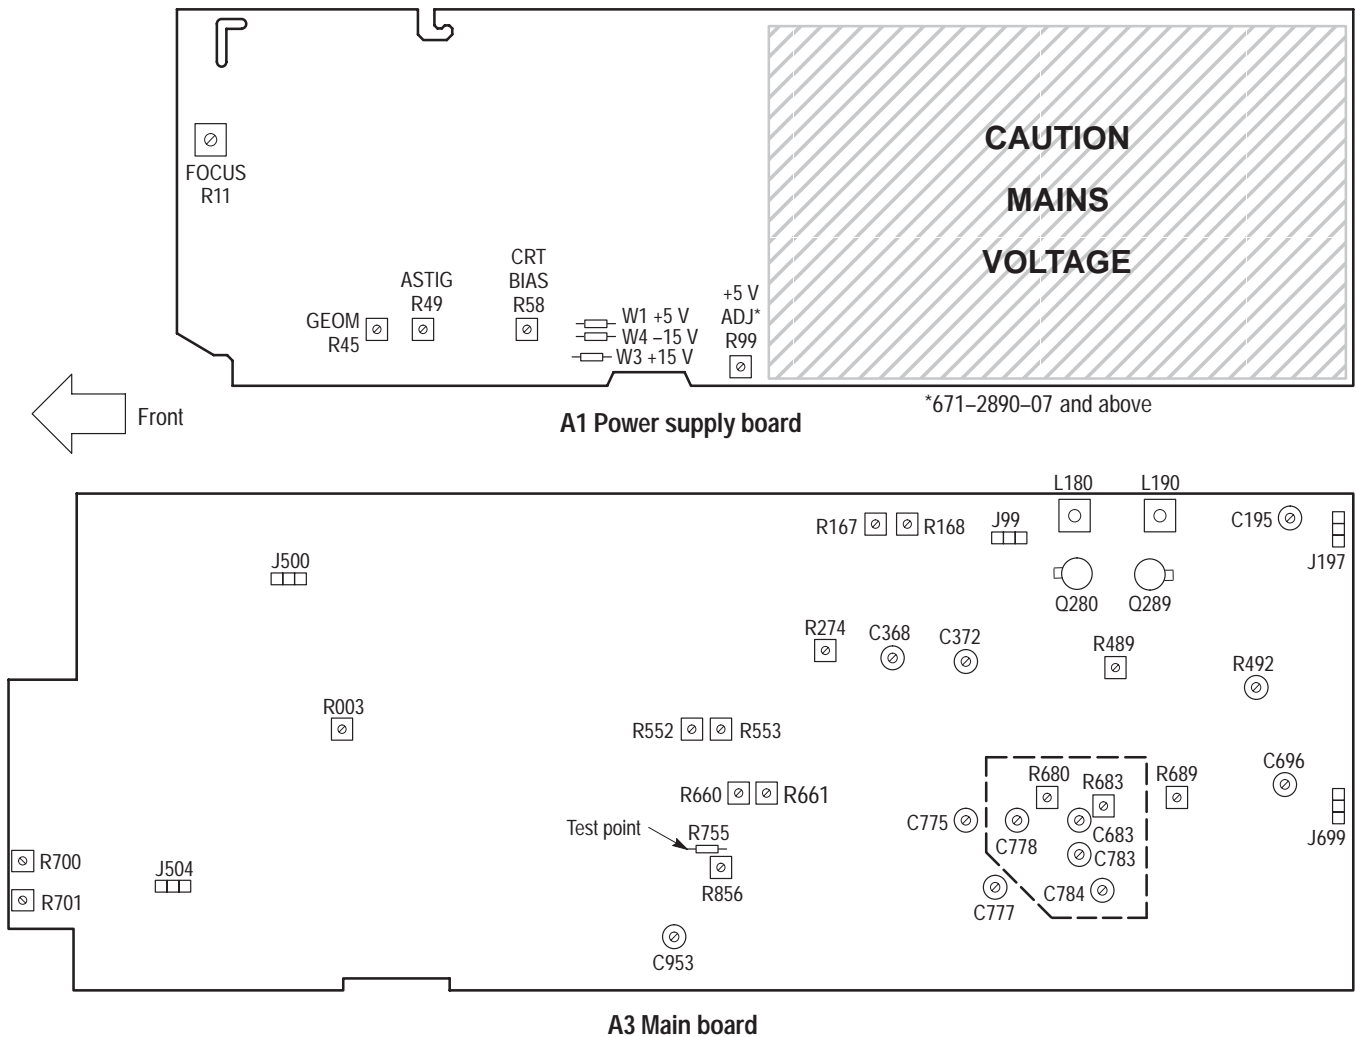 FOCUS
R11
GEOM
R45
ASTIG
R49
CRT
BIAS
R58
W1 +5 V
W4 –15 V
W3 +15 V
+5 V
ADJ*
R99
CAUTION
MAINS
VOLTAGE
Front
A1 Power supply board
*671–2890–07 and above
L180
L190
R167
R168
J99
C195
J197
J500
Q280
Q289
R274
C368
C372
R489
R492
R003
R552
R553
R660
R661
R680
R683
R689
C696
Test point
R755
C775
C778
C683
J699
C783
R700
J504
R856
C784
R701
C777
C953
A3 Main board